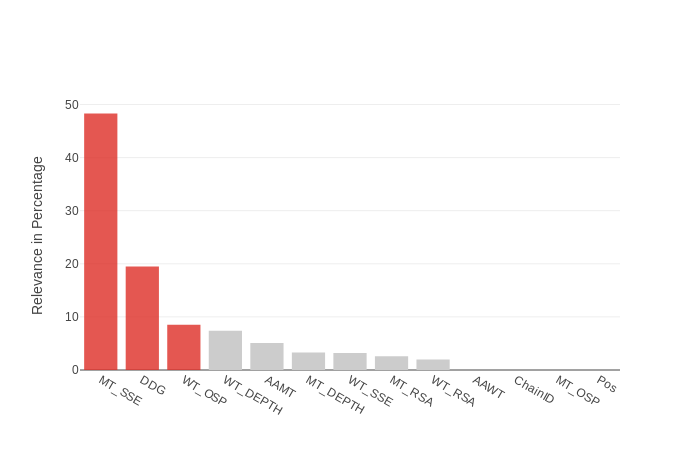 Relevance in Percentage
50
40
30
20
10
0
MT_SSE
DDG
WT_OSP
WT_DEPTH
AAMT
MT_DEPTH
WT_SSE
MT_RSA
WT_RSA
AAWT
ChainID
MT_OSP
Pos